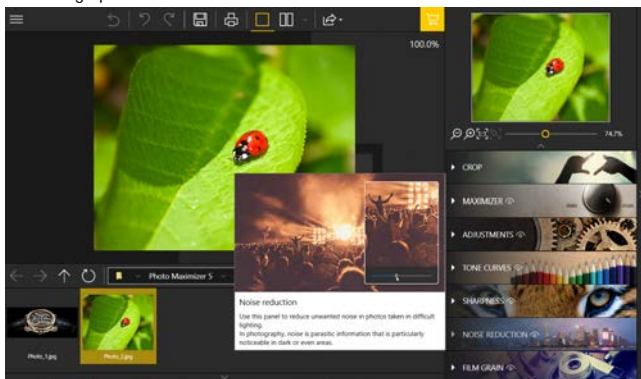 100.0%
74.7%
CROP
MAXIMIZER
ADJUSTMENTS
TONE CURVES
SHARPNESS
NOISE REDUCTION
FILM GRAIN
Photo Maximizer 5
Photo_1.jpg
Photo_2.jpg
Noise reduction
Use this panel to reduce unwanted noise in photos taken in difficult
lighting.
In photography, noise is parasitic information that is particularly
noticeable in dark or even areas.